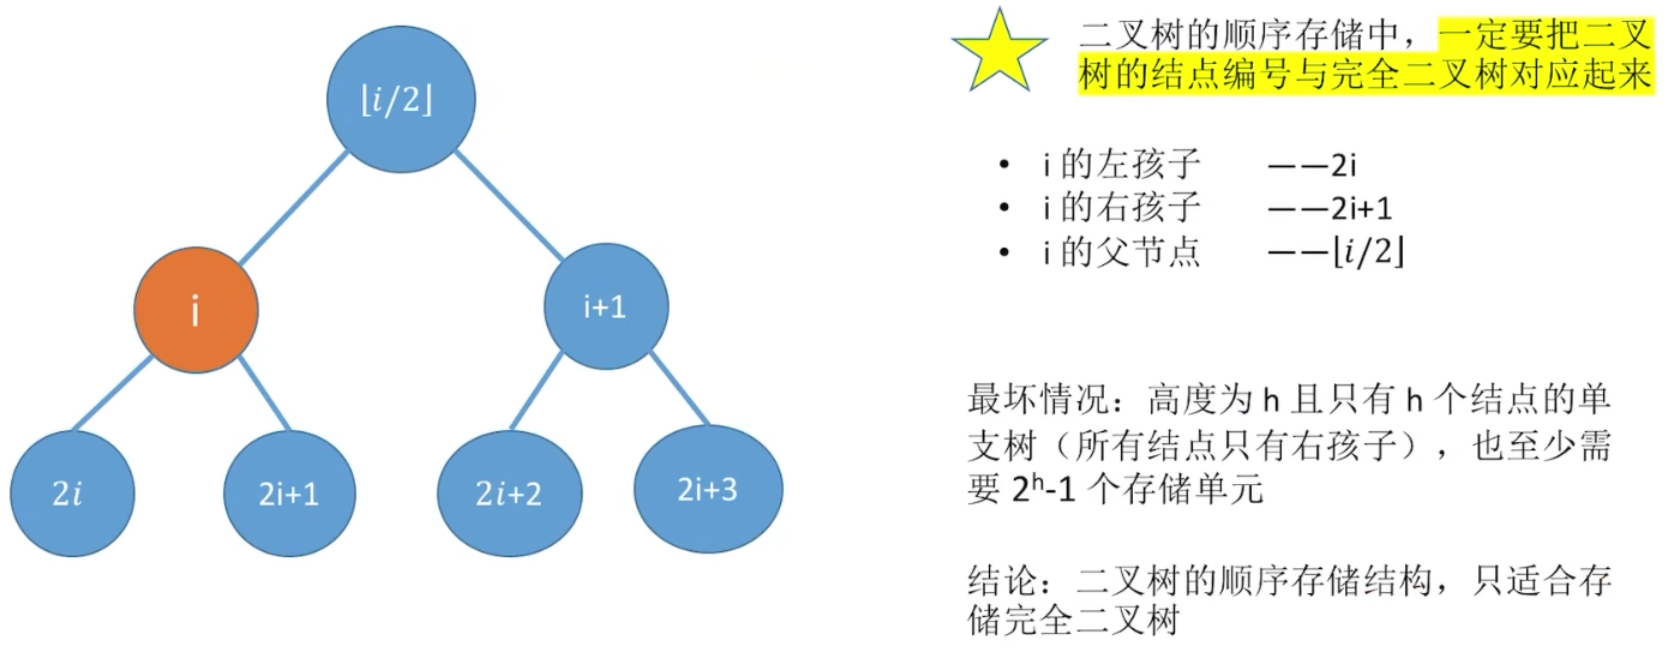 ⌊i/2⌋
i
i+1
2i
2i+1
2i+2
2i+3
二叉树的顺序存储中，一定要把二叉
树的结点编号与完全二叉树对应起来
• i 的左孩子 ——2i
• i 的右孩子 ——2i+1
• i 的父节点 ——⌊i/2⌋
最坏情况：高度为 h 且只有 h 个结点的单
支树（所有结点只有右孩子），也至少需
要 2ʰ-1 个存储单元
结论：二叉树的顺序存储结构，只适合存
储完全二叉树